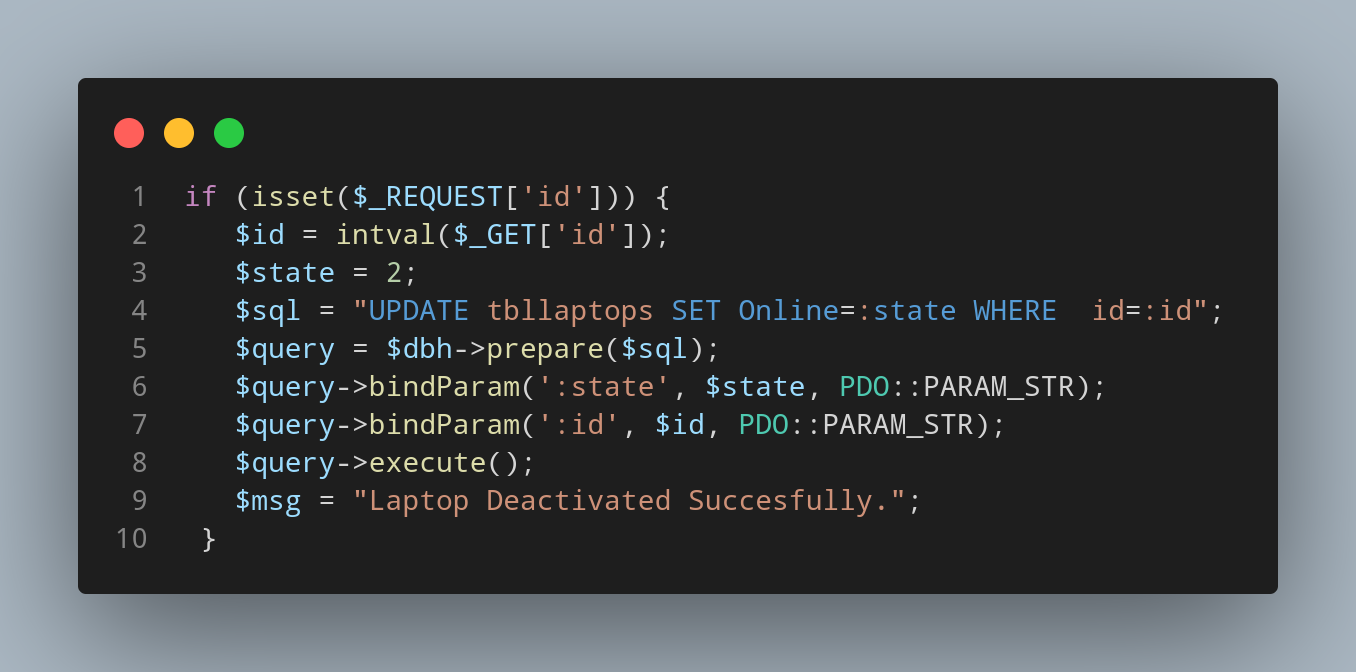 1 if (isset($_REQUEST['id'])) {
2 $id = intval($_GET['id']);
3 $state = 2;
4 $sql = "UPDATE tbllaptops SET Online=:state WHERE  id=:id";
5 $query = $dbh->prepare($sql);
6 $query->bindParam(':state', $state, PDO::PARAM_STR);
7 $query->bindParam(':id', $id, PDO::PARAM_STR);
8 $query->execute();
9 $msg = "Laptop Deactivated Succesfully.";
10 }